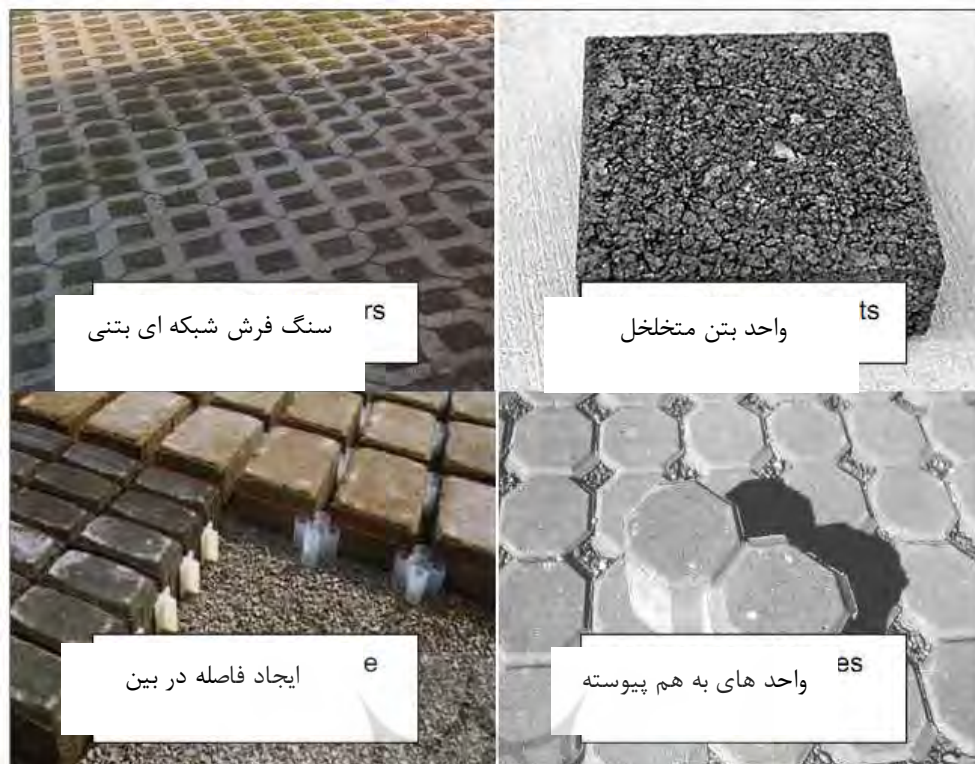 سنگ فرش شبکه ای بتنی
rs
واحد بتن متخلخل
ts
ایجاد فاصله در بین
e
واحد های به هم پیوسته
es